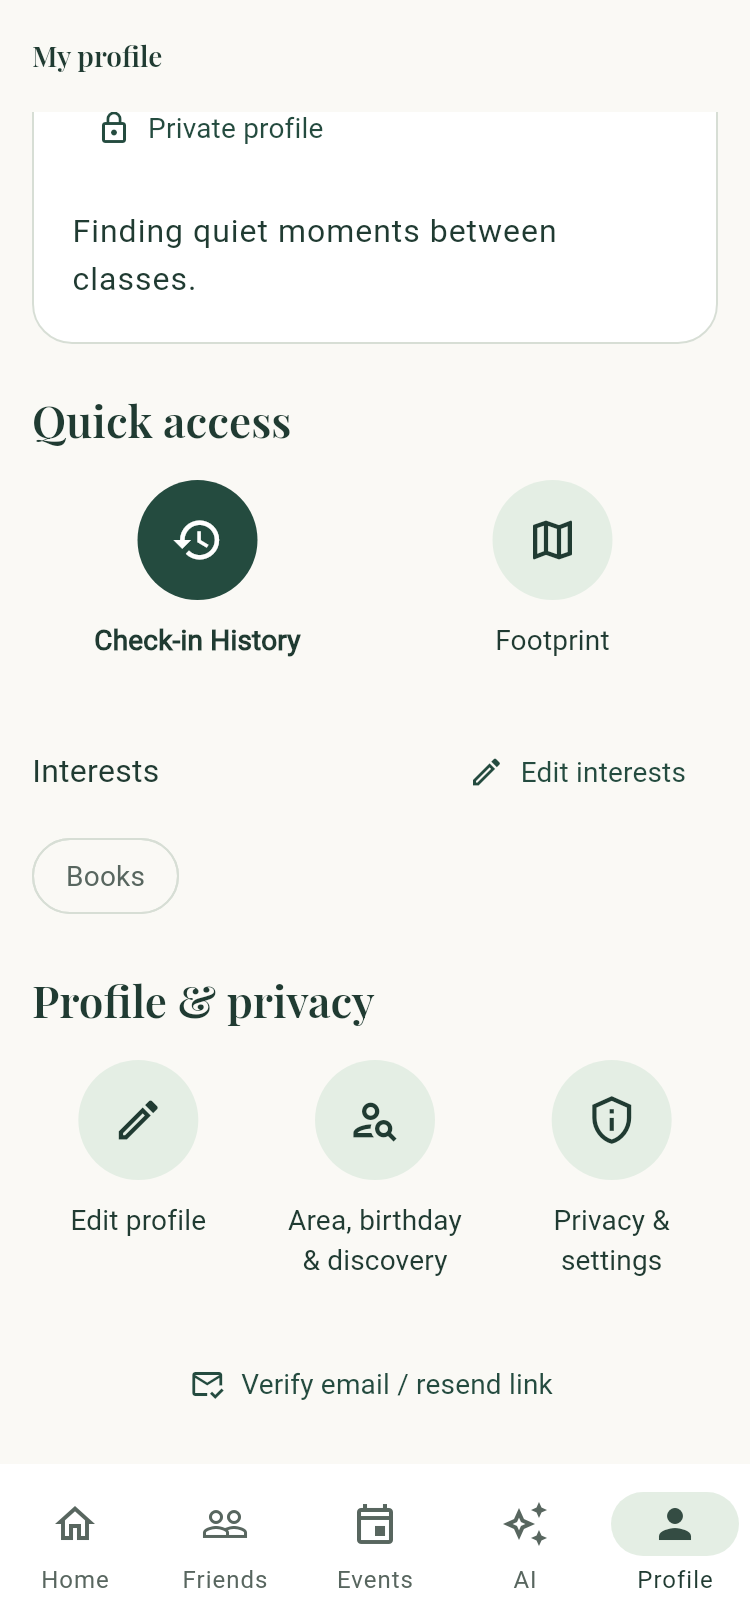 My profile
Private profile
Finding quiet moments between
classes.
Quick access
Check-in History
Footprint
Interests
Edit interests
Books
Profile & privacy
Edit profile
Area, birthday
& discovery
Privacy &
settings
Verify email / resend link
Home
Friends
Events
AI
Profile